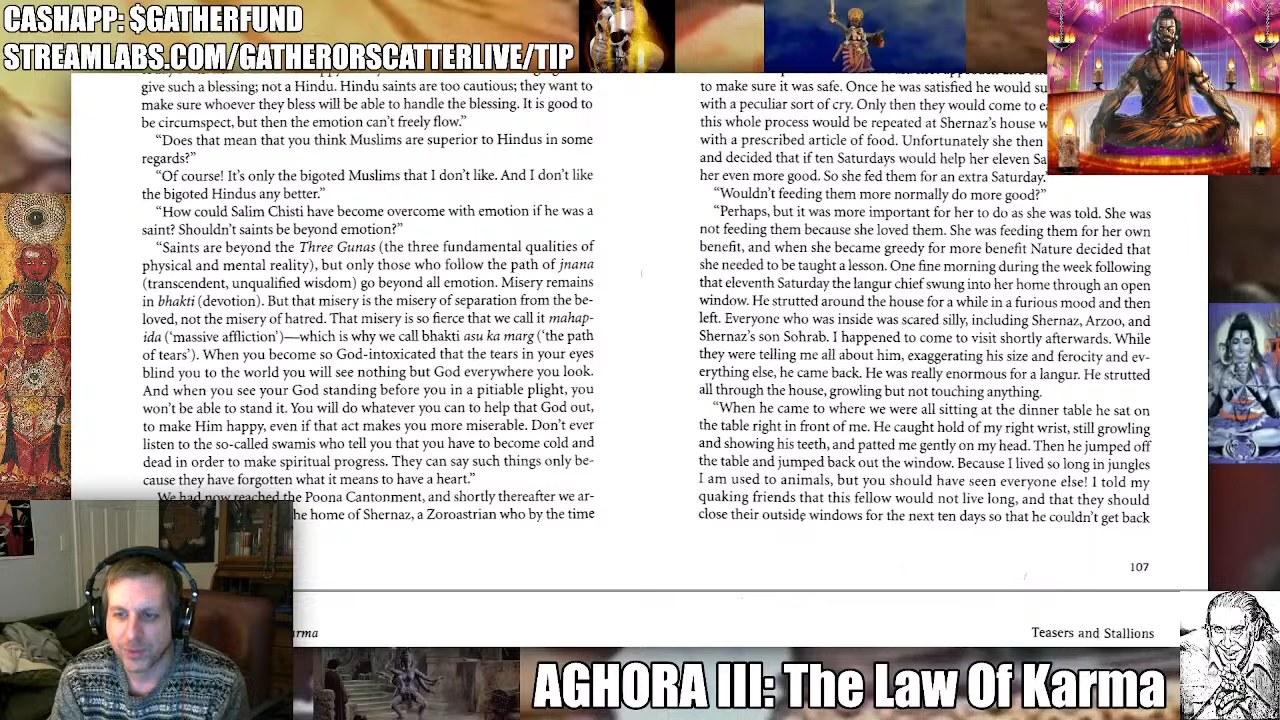 CASHAPP: $GATHERFUND
STREAMLABS.COM/GATHERORSCATTERLIVE/TIP
give such a blessing; not a Hindu. Hindu saints are too cautious; they want to
make sure whoever they bless will be able to handle the blessing. It is good to
be circumspect, but then the emotion can't freely flow."
"Does that mean that you think Muslims are superior to Hindus in some
regards?"
"Of course! It's only the bigoted Muslims that I don't like. And I don't like
the bigoted Hindus any better."
"How could Salim Chisti have become overcome with emotion if he was a
saint? Shouldn't saints be beyond emotion?"
"Saints are beyond the Three Gunas (the three fundamental qualities of
physical and mental reality), but only those who follow the path of jnana
(transcendent, unqualified wisdom) go beyond all emotion. Misery remains
in bhakti (devotion). But that misery is the misery of separation from the be-
loved, not the misery of hatred. That misery is so fierce that we call it mahap-
ida ('massive affliction')—which is why we call bhakti asu ka marg ('the path
of tears'). When you become so God-intoxicated that the tears in your eyes
blind you to the world you will see nothing but God everywhere you look.
And when you see your God standing before you in a pitiable plight, you
won't be able to stand it. You will do whatever you can to help that God out,
to make Him happy, even if that act makes you more miserable. Don't ever
listen to the so-called swamis who tell you that you have to become cold and
dead in order to make spiritual progress. They can say such things only be-
cause they have forgotten what it means to have a heart."
We had now reached the Poona Cantonment, and shortly thereafter we ar-
he home of Shernaz, a Zoroastrian who by the time
to make sure it was safe. Once he was satisfied he would su
with a peculiar sort of cry. Only then they would come to ea
this whole process would be repeated at Shernaz's house w
with a prescribed article of food. Unfortunately she then
and decided that if ten Saturdays would help her eleven Sa
her even more good. So she fed them for an extra Saturday."
"Wouldn't feeding them more normally do more good?"
"Perhaps, but it was more important for her to do as she was told. She was
not feeding them because she loved them. She was feeding them for her own
benefit, and when she became greedy for more benefit Nature decided that
she needed to be taught a lesson. One fine morning during the week following
that eleventh Saturday the langur chief swung into her home through an open
window. He strutted around the house for a while in a furious mood and then
left. Everyone who was inside was scared silly, including Shernaz, Arzoo, and
Shernaz's son Sohrab. I happened to come to visit shortly afterwards. While
they were telling me all about him, exaggerating his size and ferocity and ev-
erything else, he came back. He was really enormous for a langur. He strutted
all through the house, growling but not touching anything.
"When he came to where we were all sitting at the dinner table he sat on
the table right in front of me. He caught hold of my right wrist, still growling
and showing his teeth, and patted me gently on my head. Then he jumped off
the table and jumped back out the window. Because I lived so long in jungles
I am used to animals, but you should have seen everyone else! I told my
quaking friends that this fellow would not live long, and that they should
close their outside windows for the next ten days so that he couldn't get back
107
rma
Teasers and Stallions
AGHORA III: The Law Of Karma